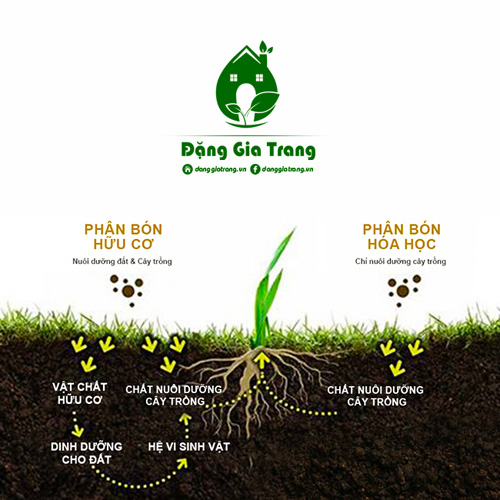 Đặng Gia Trang
danggiatrang.vn danggiatrang.vn
PHÂN BÓN
HỮU CƠ
Nuôi dưỡng đất & Cây trồng
PHÂN BÓN
HÓA HỌC
Chỉ nuôi dưỡng cây trồng
VẬT CHẤT
HỮU CƠ
CHẤT NUÔI DƯỠNG
CÂY TRỒNG
CHẤT NUÔI DƯỠNG
CÂY TRỒNG
DINH DƯỠNG
CHO ĐẤT
HỆ VI SINH VẬT